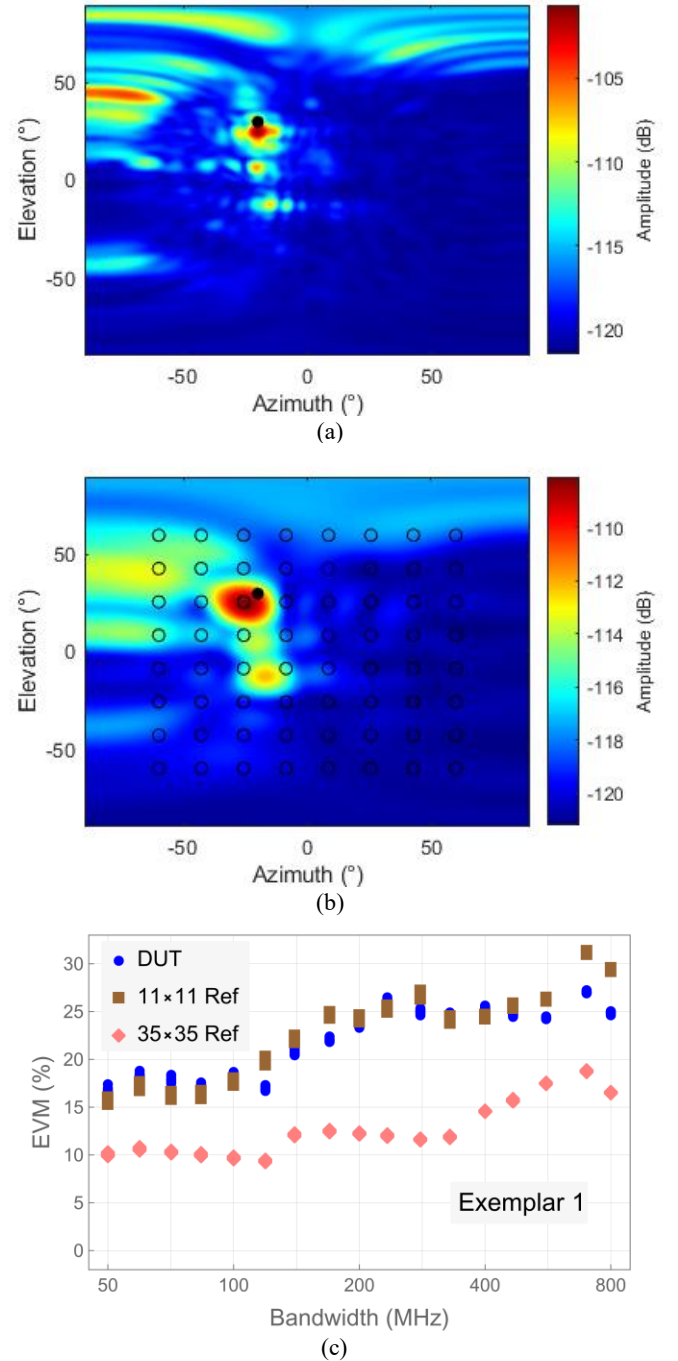 50
0
-50
Elevation (°)
-50
0
50
Azimuth (°)
-105
-110
-115
-120
Amplitude (dB)
(a)
50
0
-50
Elevation (°)
-50
0
50
Azimuth (°)
-110
-112
-114
-116
-118
-120
Amplitude (dB)
(b)
DUT
11×11 Ref
35×35 Ref
30
25
20
15
10
5
0
EVM (%)
Exemplar 1
50
100
200
400
800
Bandwidth (MHz)
(c)